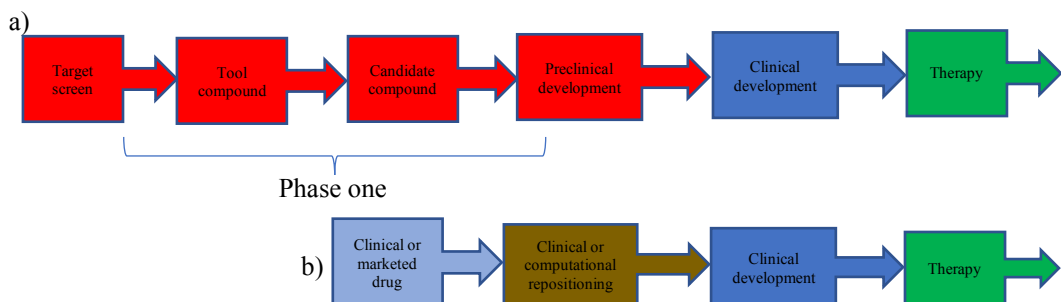 a)
Target
screen
Tool
compound
Candidate
compound
Preclinical
development
Clinical
development
Therapy
Phase one
b)
Clinical or
marketed
drug
Clinical or
computational
repositioning
Clinical
development
Therapy